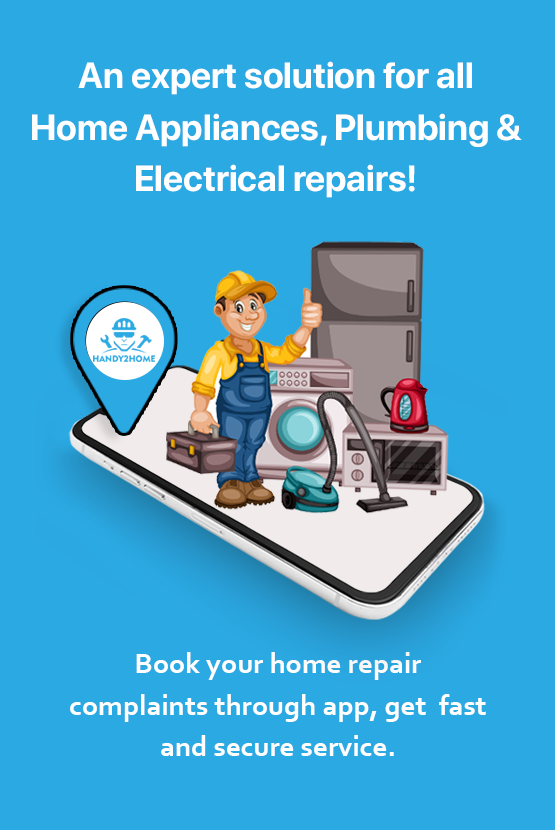 An expert solution for all
Home Appliances, Plumbing &
Electrical repairs!
HANDY2HOME
Book your home repair
complaints through app, get  fast
and secure service.